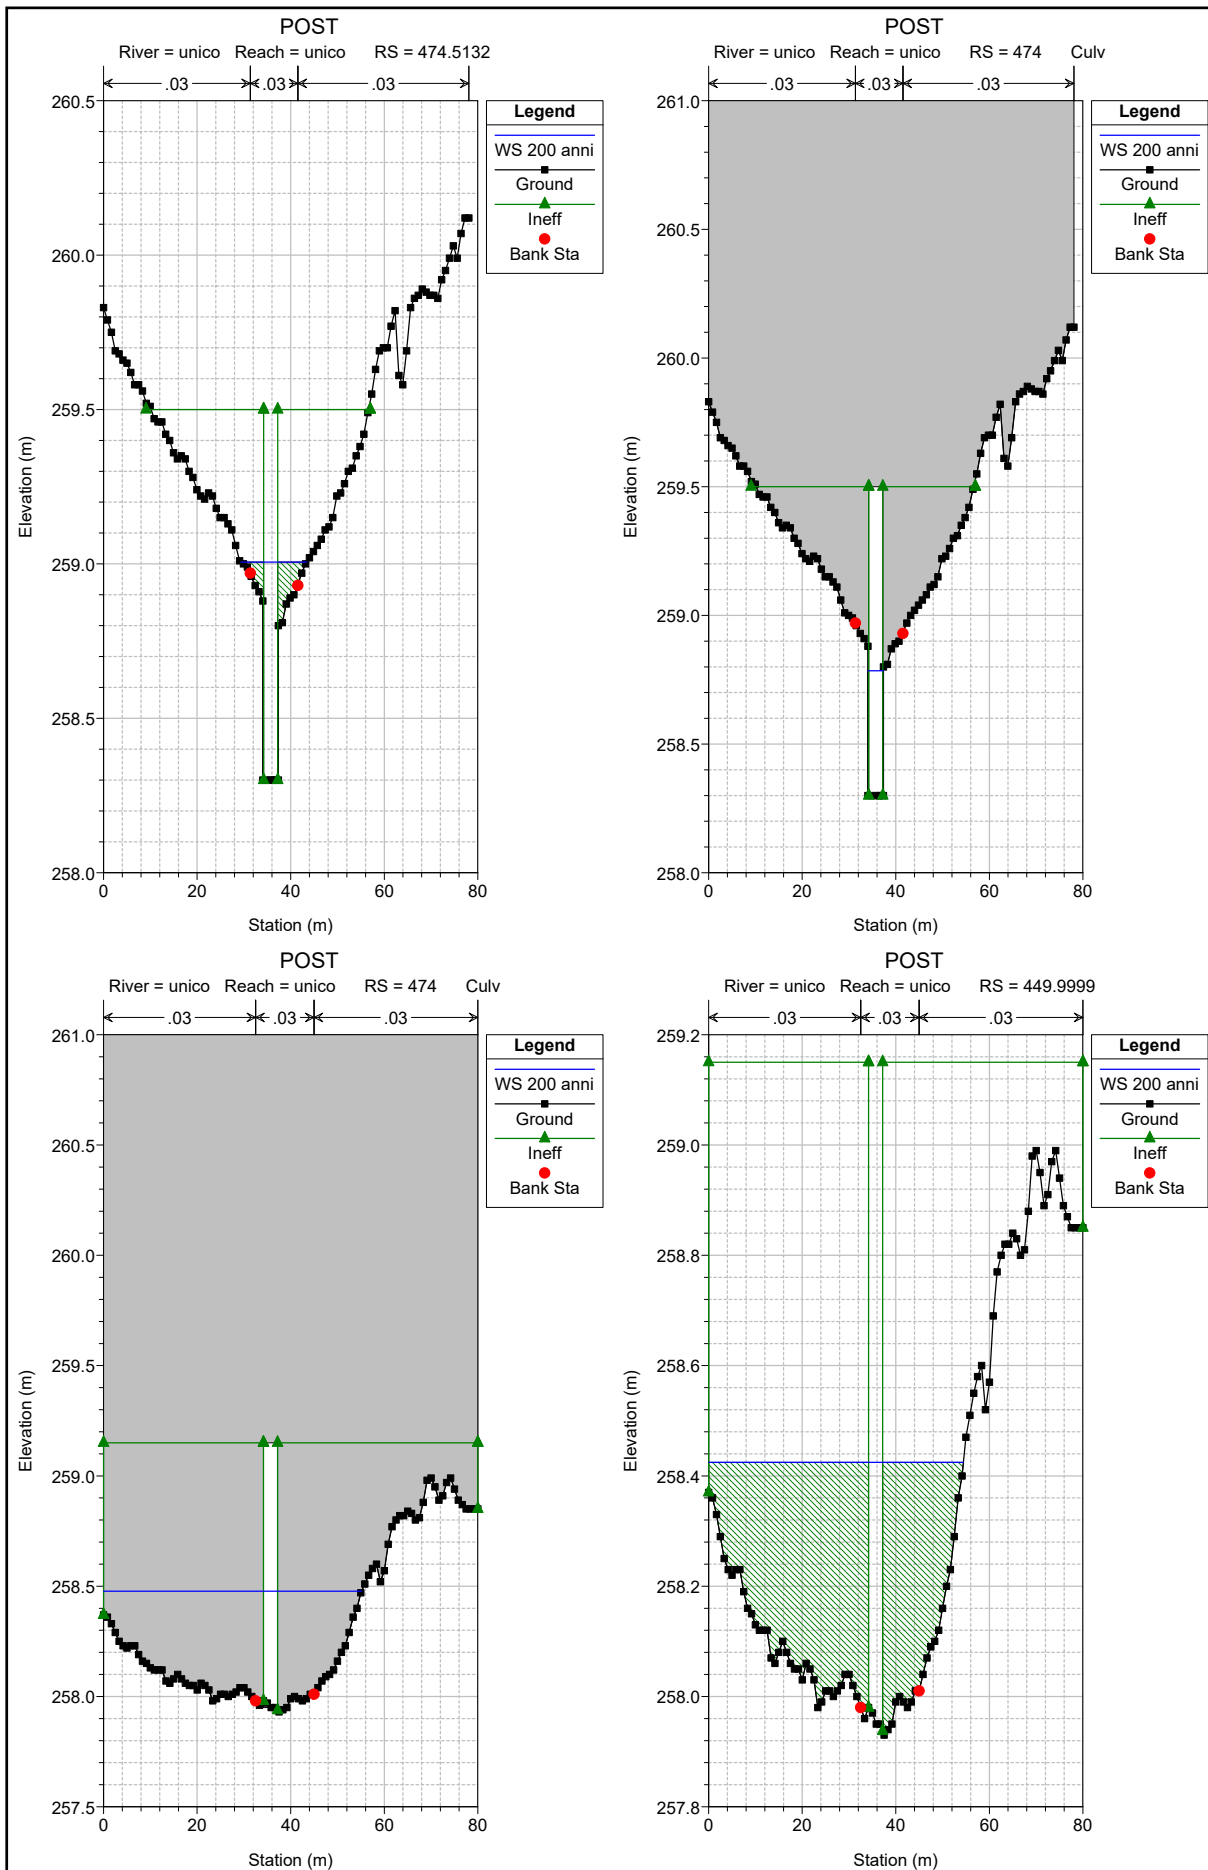 POST
River = unico Reach = unico RS = 474.5132
.03 .03 .03
260.5
260.0
259.5
259.0
258.5
258.0
Elevation (m)
0 20 40 60 80
Station (m)
Legend
WS 200 anni
Ground
Ineff
Bank Sta
POST
River = unico Reach = unico RS = 474 Culv
.03 .03 .03
261.0
260.5
260.0
259.5
259.0
258.5
258.0
Elevation (m)
0 20 40 60 80
Station (m)
Legend
WS 200 anni
Ground
Ineff
Bank Sta
POST
River = unico Reach = unico RS = 474 Culv
.03 .03 .03
261.0
260.5
260.0
259.5
259.0
258.5
258.0
257.5
Elevation (m)
0 20 40 60 80
Station (m)
Legend
WS 200 anni
Ground
Ineff
Bank Sta
POST
River = unico Reach = unico RS = 449.9999
.03 .03 .03
259.2
259.0
258.8
258.6
258.4
258.2
258.0
257.8
Elevation (m)
0 20 40 60 80
Station (m)
Legend
WS 200 anni
Ground
Ineff
Bank Sta